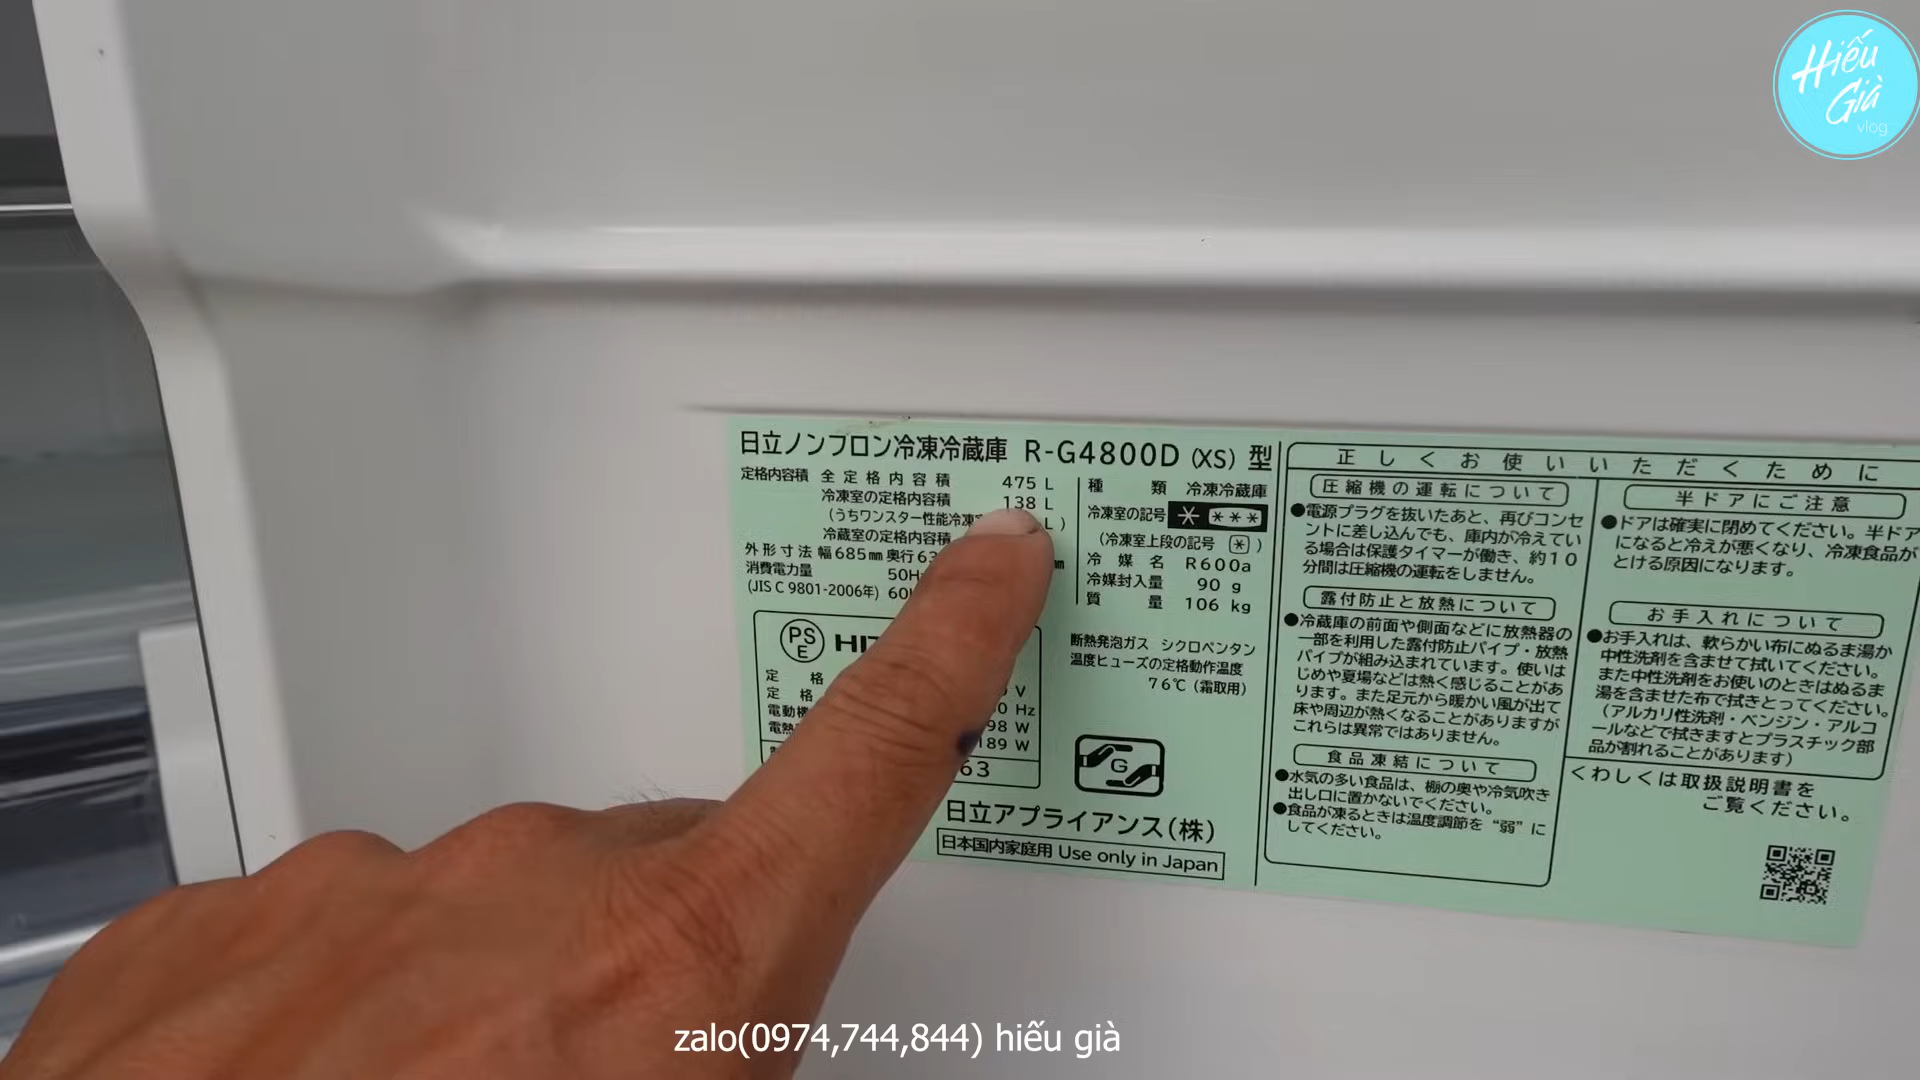 Hiếu
Già
vlog
日立ノンフロン冷凍冷蔵庫 R-G4800D (XS) 型
定格内容積 全定格内容積 475 L
冷凍室の定格内容積 138 L
(うちワンスター性能冷凍 L )
冷蔵室の定格内容積
外形寸法 幅685mm 奥行6 mm
消費電力量 50H
(JIS C 9801-2006年) 60
種類 冷凍冷蔵庫
冷凍室の記号 * ***
(冷凍室上段の記号 * )
冷媒名 R600a
冷媒封入量 90 g
質量 106 kg
PS
E
HI
定格 V
定格 0 Hz
電動機 98 W
電熱 189 W
63
断熱発泡ガス シクロペンタン
温度ヒューズの定格動作温度
76℃(霜取用)
G
日立アプライアンス(株)
日本国内家庭用 Use only in Japan
正しくお使いいただくために
圧縮機の運転について
●電源プラグを抜いたあと、再びコンセ
ントに差し込んでも、庫内が冷えてい
る場合は保護タイマーが働き、約10
分間は圧縮機の運転をしません。
露付防止と放熱について
●冷蔵庫の前面や側面などに放熱器の
一部を利用した露付防止パイプ・放熱
パイプが組み込まれています。使いは
じめや夏場などは熱く感じることがあ
ります。また足元から暖かい風が出て
床や周辺が熱くなることがありますが
これらは異常ではありません。
食品凍結について
●水気の多い食品は、棚の奥や冷気吹き
出し口に置かないでください。
●食品が凍るときは温度調節を“弱”に
してください。
半ドアにご注意
●ドアは確実に閉めてください。半ドア
になると冷えが悪くなり、冷凍食品が
とける原因になります。
お手入れについて
●お手入れは、軟らかい布にぬるま湯か
中性洗剤を含ませて拭いてください。
また中性洗剤をお使いのときはぬるま
湯を含ませた布で拭きとってください。
(アルカリ性洗剤・ベンジン・アルコ
ールなどで拭きますとプラスチック部
品が割れることがあります)
くわしくは取扱説明書を
ご覧ください。
zalo(0974,744,844) hiếu già